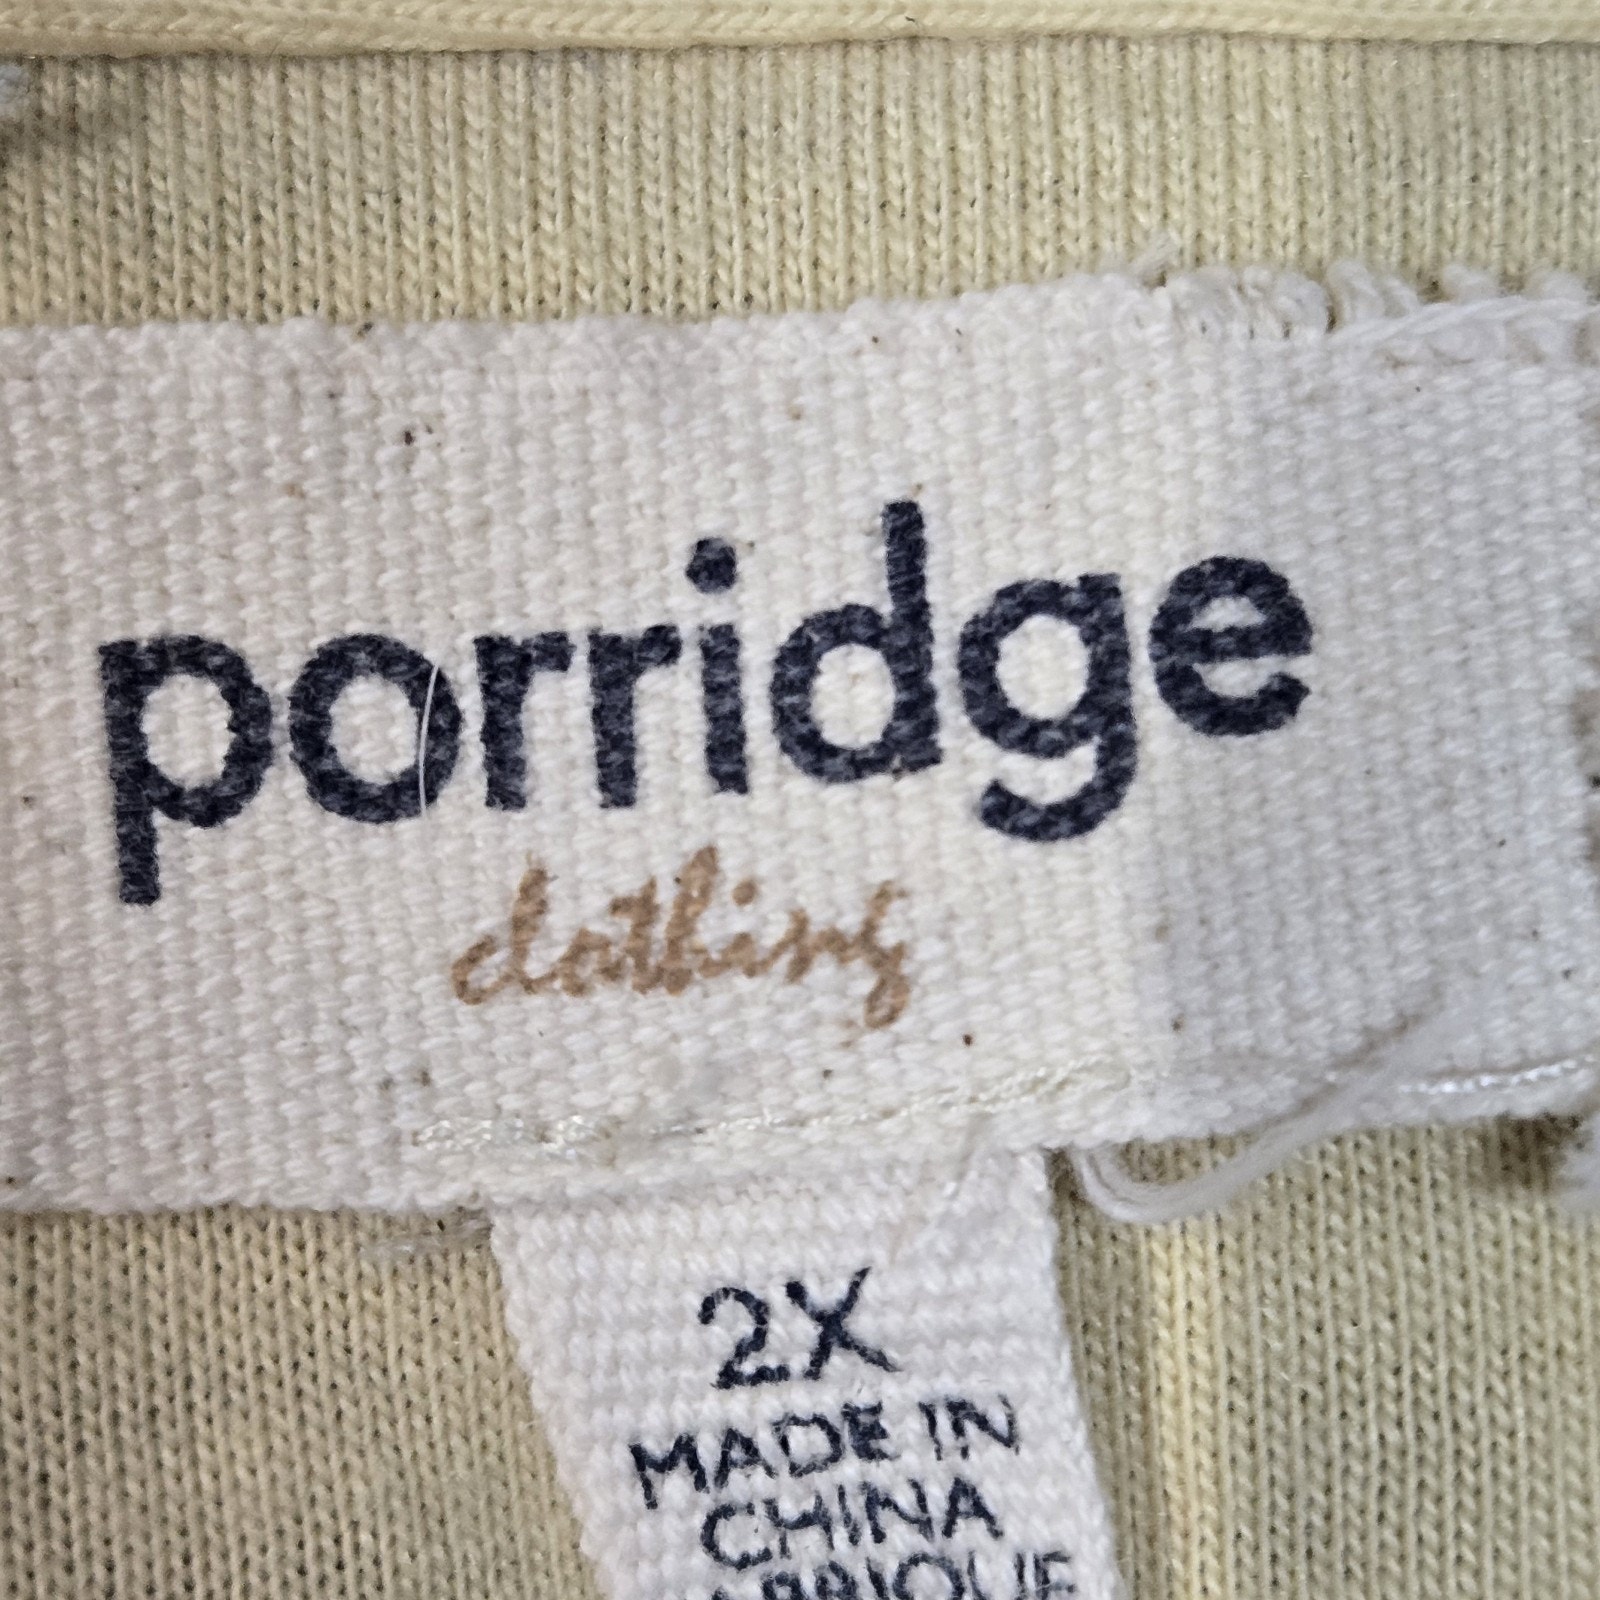 porridge
clothing
2X
MADE IN
CHINA